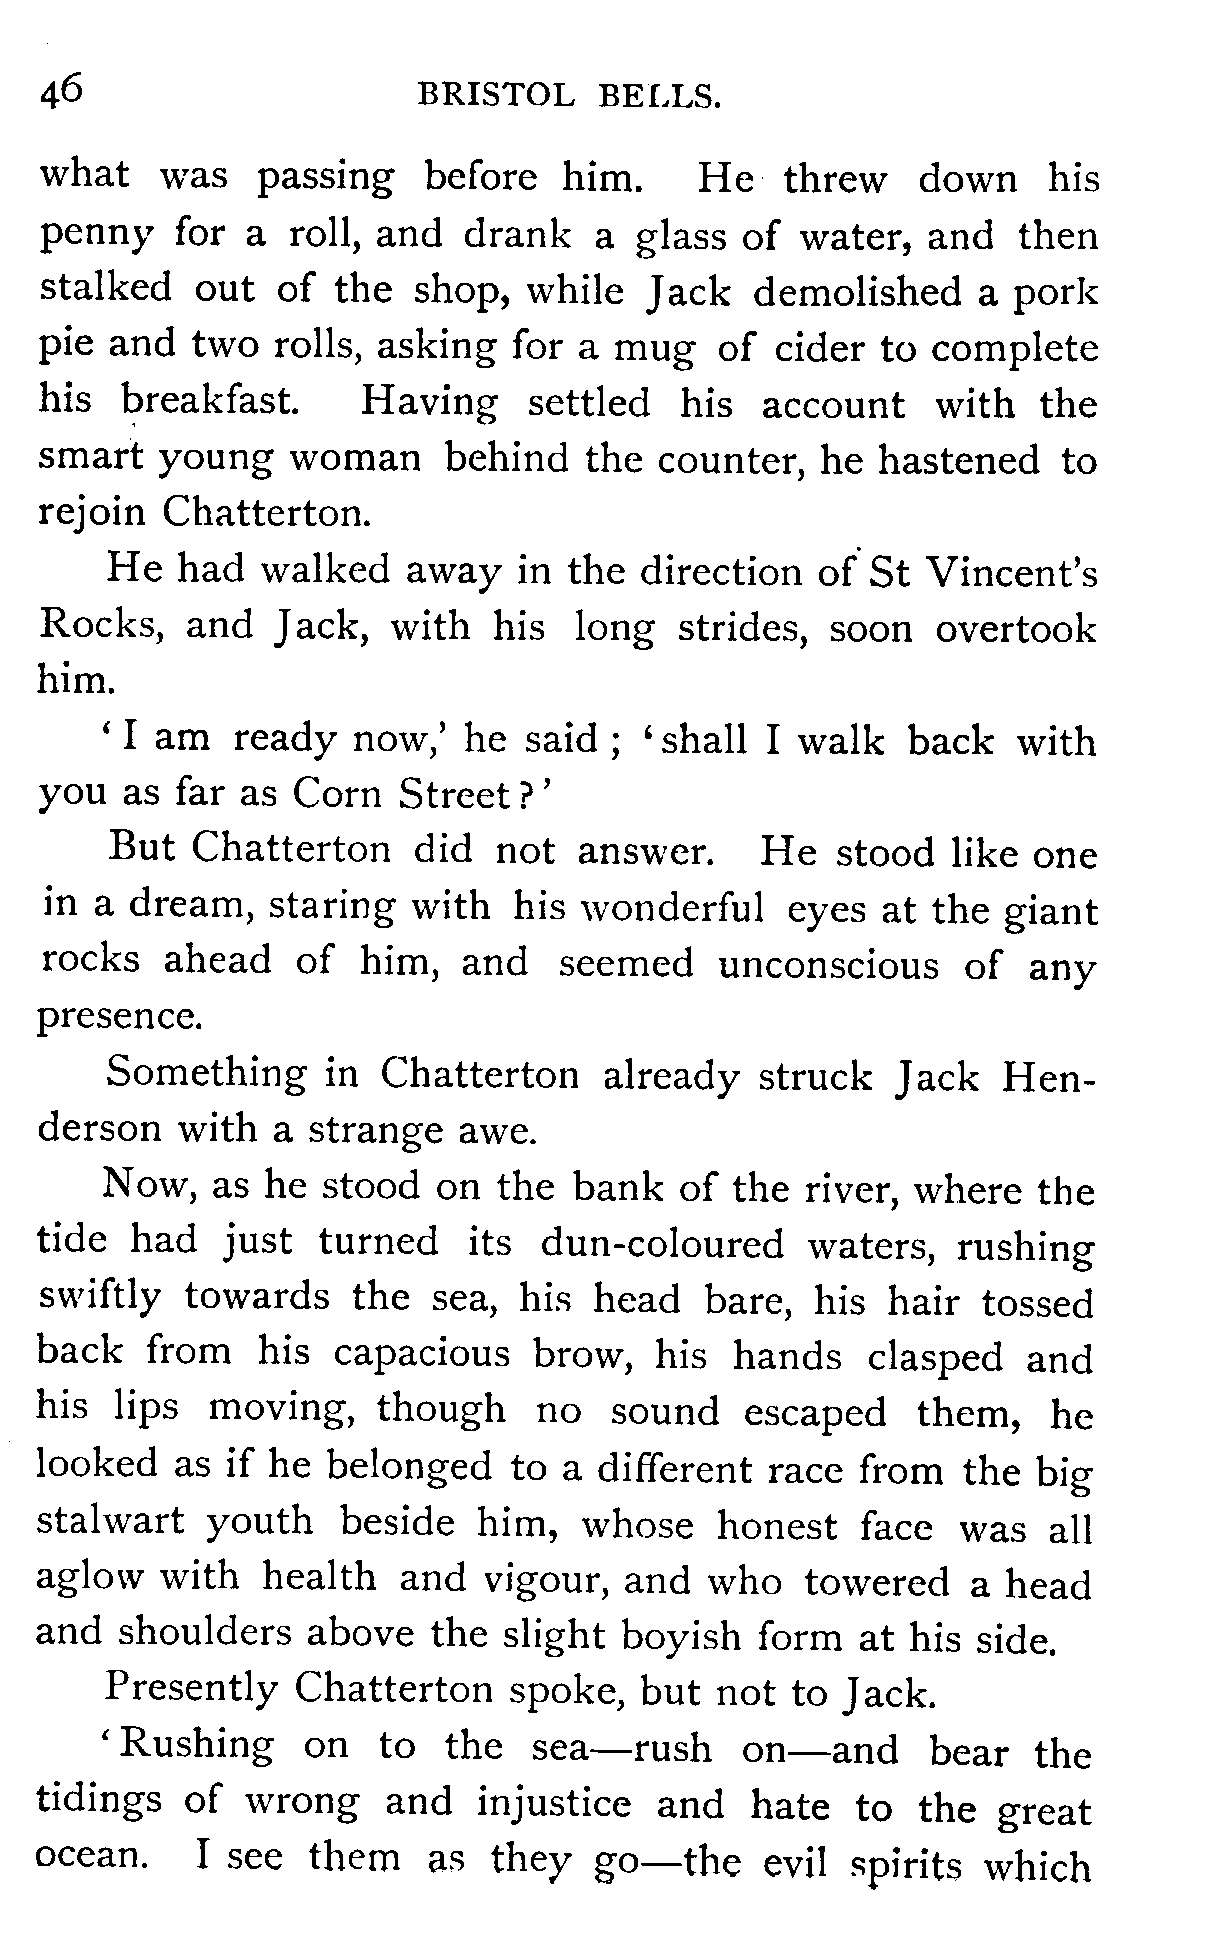 46 BRISTOL BELLS.
what was passing before him. He threw down his
penny for a roll, and drank a glass of water, and then
stalked out of the shop, while Jack demolished a pork
pie and two rolls, asking for a mug of cider to complete
his breakfast. Having settled his account with the
smart young woman behind the counter, he hastened to
rejoin Chatterton.
He had walked away in the direction of St Vincent's
Rocks, and Jack, with his long strides, soon overtook
him.
‘I am ready now,’ he said; ‘shall I walk back with
you as far as Corn Street?’
But Chatterton did not answer. He stood like one
in a dream, staring with his wonderful eyes at the giant
rocks ahead of him, and seemed unconscious of any
presence.
Something in Chatterton already struck Jack Hen-
derson with a strange awe.
Now, as he stood on the bank of the river, where the
tide had just turned its dun-coloured waters, rushing
swiftly towards the sea, his head bare, his hair tossed
back from his capacious brow, his hands clasped and
his lips moving, though no sound escaped them, he
looked as if he belonged to a different race from the big
stalwart youth beside him, whose honest face was all
aglow with health and vigour, and who towered a head
and shoulders above the slight boyish form at his side.
Presently Chatterton spoke, but not to Jack.
‘Rushing on to the sea—rush on—and bear the
tidings of wrong and injustice and hate to the great
ocean. I see them as they go—the evil spirits which